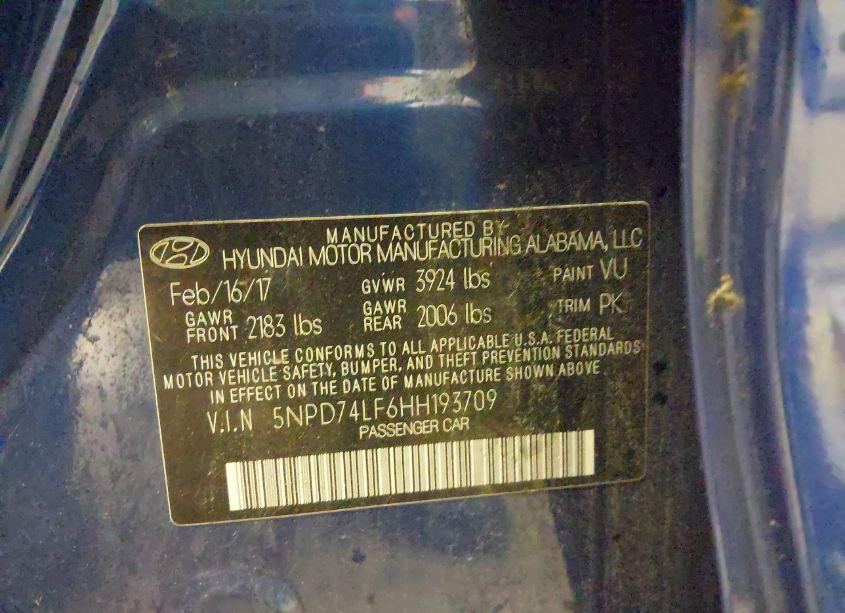 MANUFACTURED BY
HYUNDAI MOTOR MANUFACTURING ALABAMA, LLC
Feb/16/17 GVWR 3924 lbs PAINT VU
GAWR FRONT 2183 lbs GAWR REAR 2006 lbs TRIM PK
THIS VEHICLE CONFORMS TO ALL APPLICABLE U.S.A. FEDERAL
MOTOR VEHICLE SAFETY, BUMPER, AND THEFT PREVENTION STANDARDS
IN EFFECT ON THE DATE OF MANUFACTURE SHOWN ABOVE.
V.I.N 5NPD74LF6HH193709
PASSENGER CAR